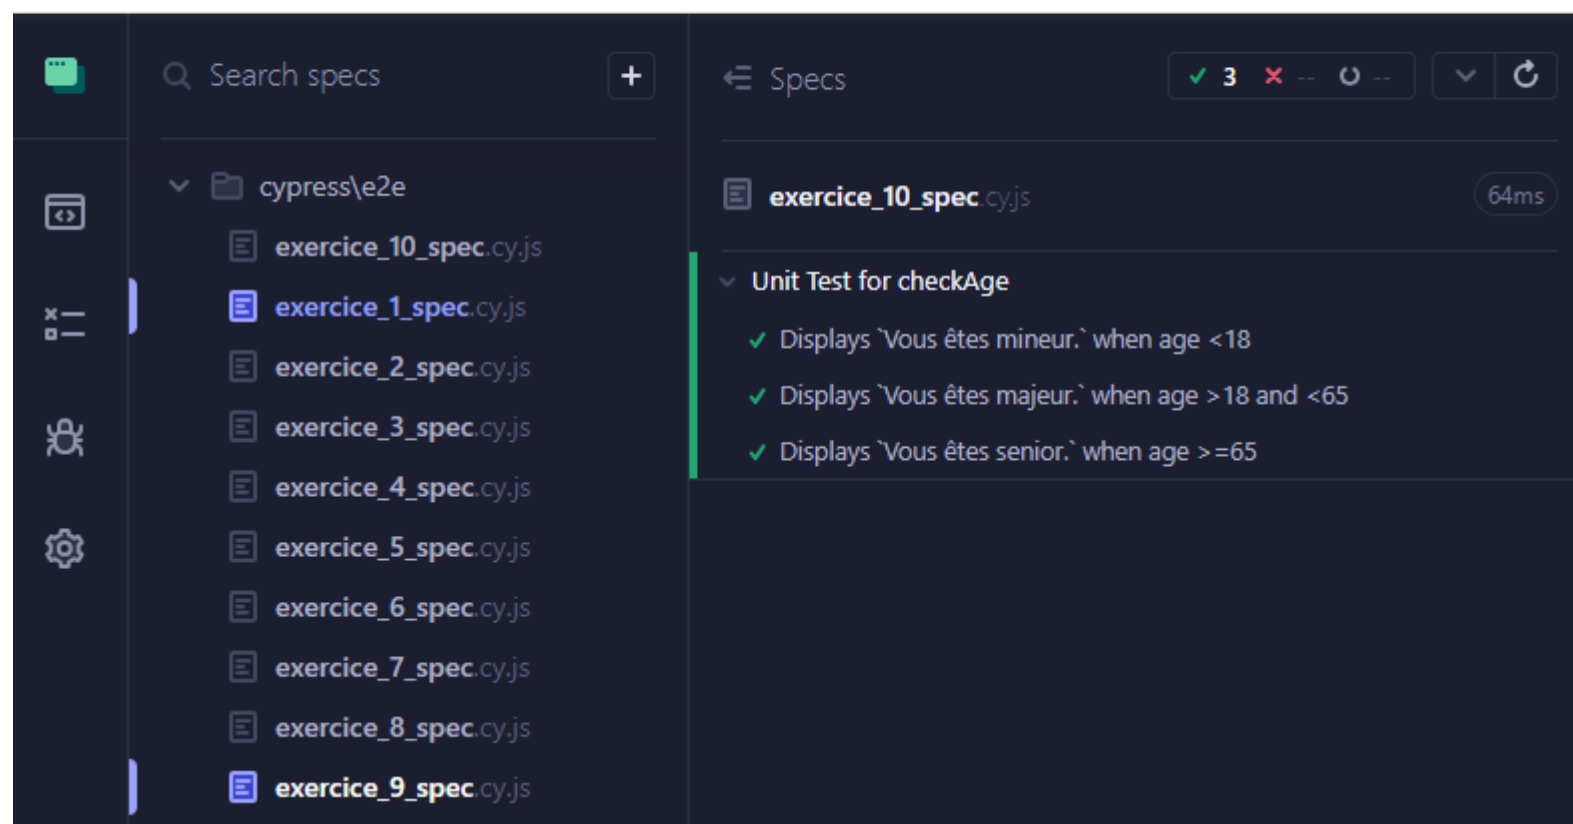 Search specs
+
cypress\e2e
exercice_10_spec.cy.js
exercice_1_spec.cy.js
exercice_2_spec.cy.js
exercice_3_spec.cy.js
exercice_4_spec.cy.js
exercice_5_spec.cy.js
exercice_6_spec.cy.js
exercice_7_spec.cy.js
exercice_8_spec.cy.js
exercice_9_spec.cy.js
Specs
3 -- --
exercice_10_spec.cy.js 64ms
Unit Test for checkAge
Displays `Vous êtes mineur.` when age <18
Displays `Vous êtes majeur.` when age >18 and <65
Displays `Vous êtes senior.` when age >=65